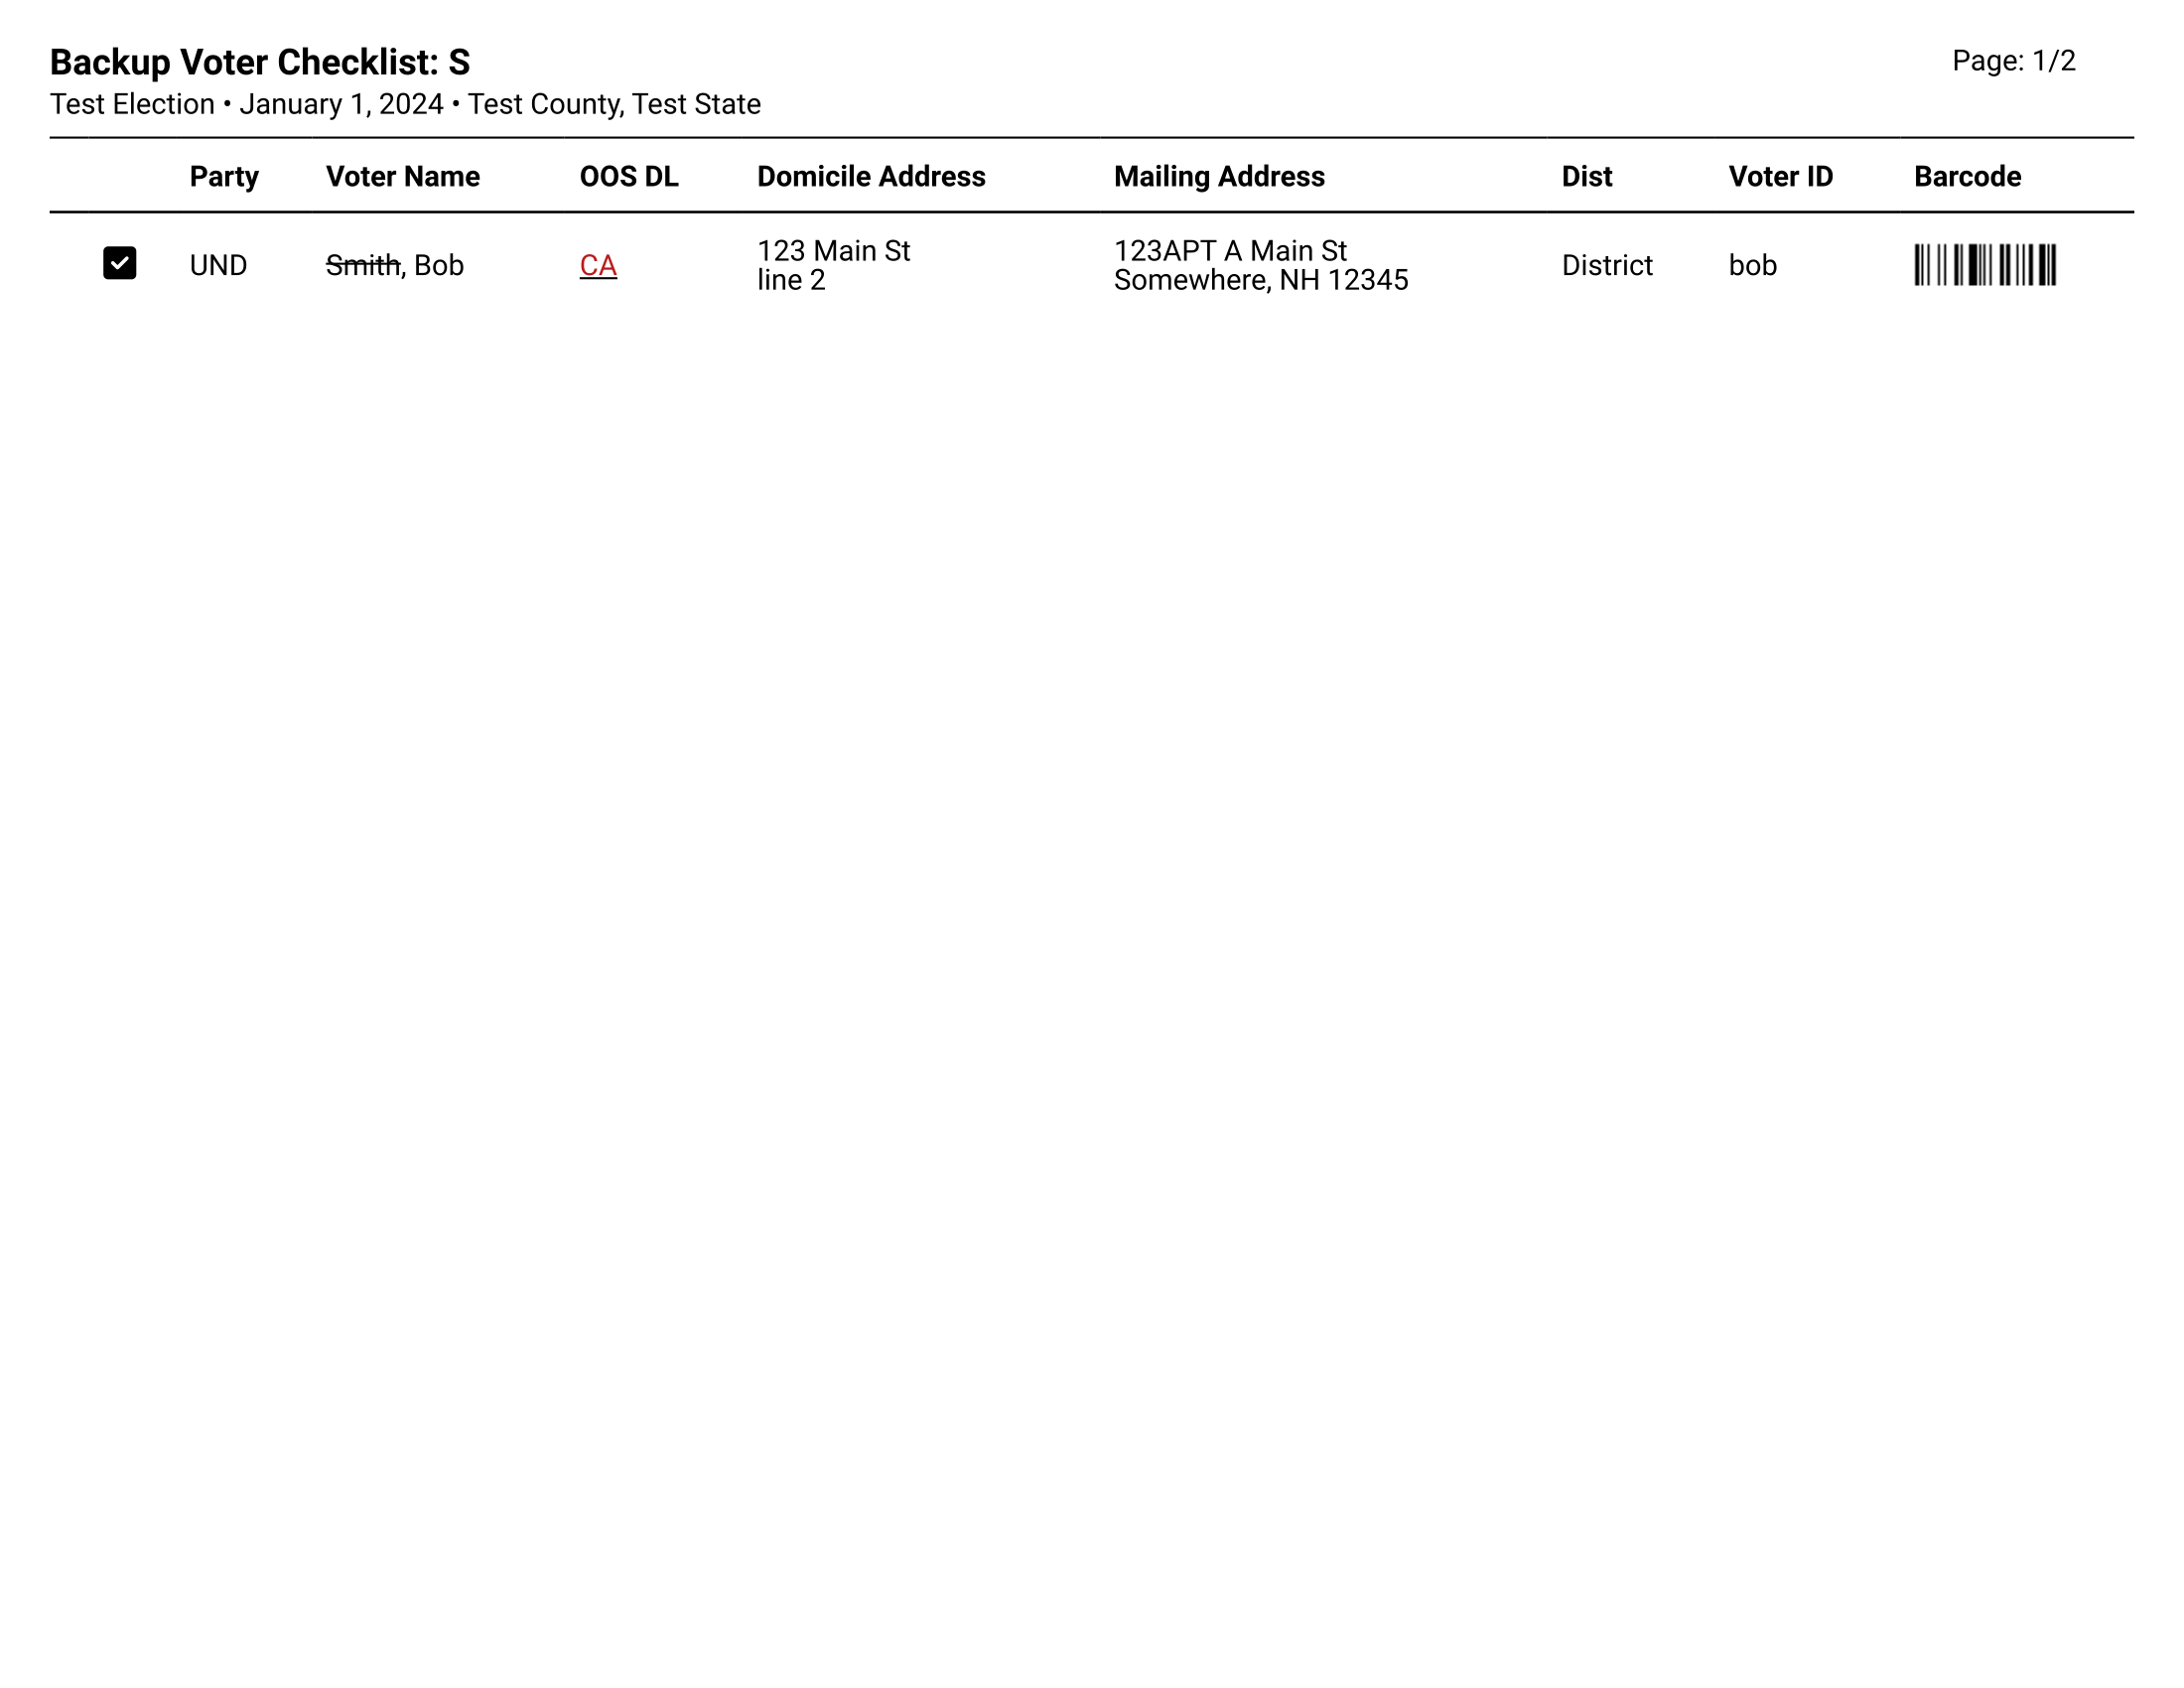 Backup Voter Checklist: S
Page: 1/2
Test Election • January 1, 2024 • Test County, Test State
Party Voter Name OOS DL Domicile Address Mailing Address Dist Voter ID Barcode
UND Smith, Bob CA 123 Main St line 2 123APT A Main St Somewhere, NH 12345 District bob